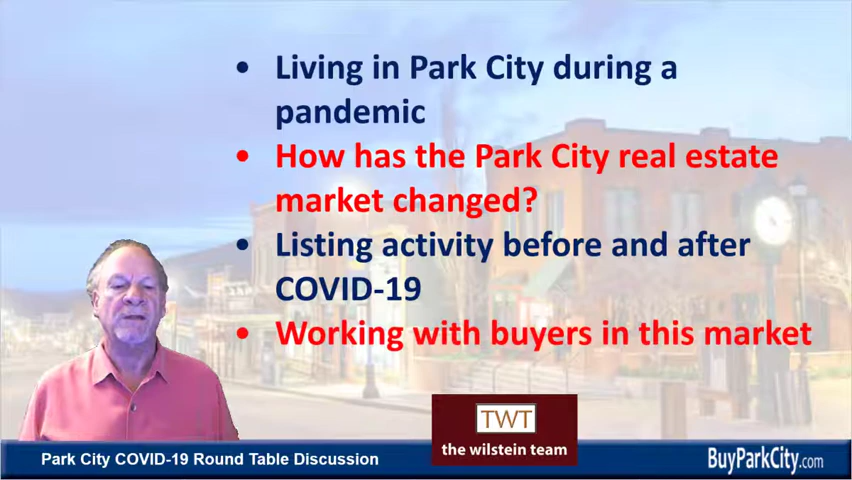 • Living in Park City during a
pandemic
• How has the Park City real estate
market changed?
• Listing activity before and after
COVID-19
• Working with buyers in this market
TWT
the wilstein team
Park City COVID-19 Round Table Discussion
BuyParkCity.com